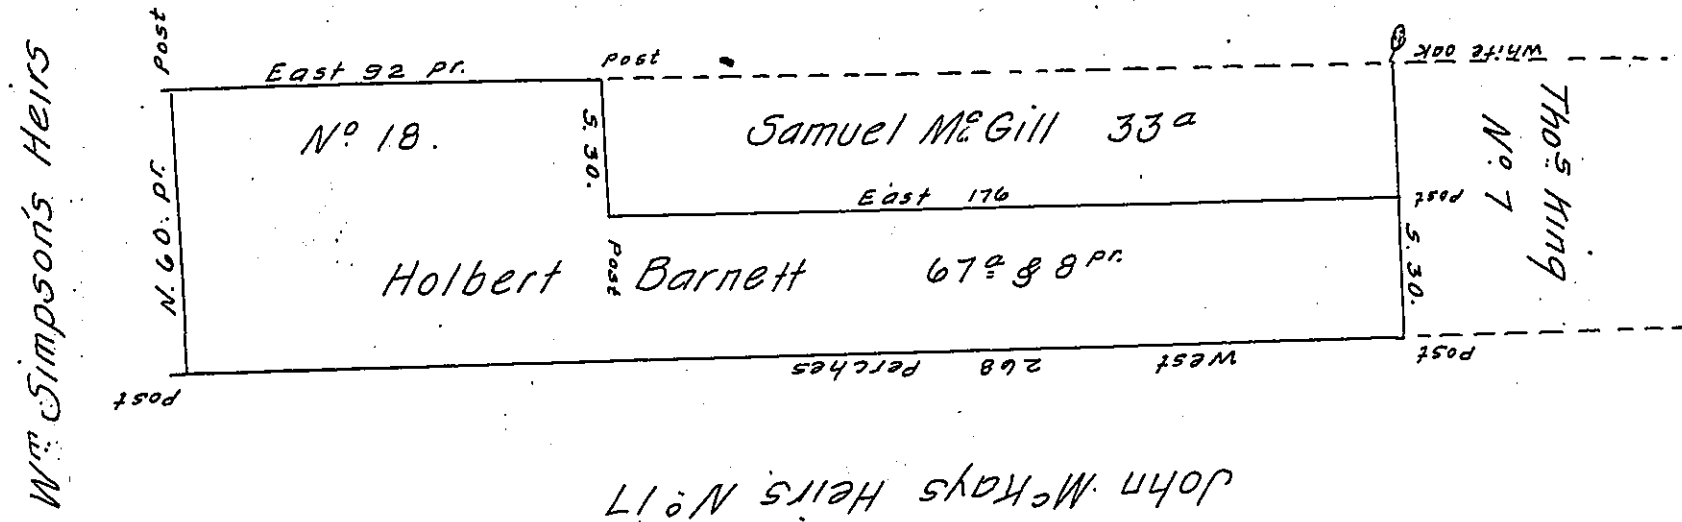 Wm Simpson's Heirs
Post
East 92 pr.
Post
White oak
N. 60. pr.
No 18.
S. 30.
Samuel McGill 33a
Thos King
No 7
East 176
Post
S. 30.
Post
Holbert Barnett 67a & 8 pr.
West 268 Perches
Post
Post
John McKays Heirs No 17